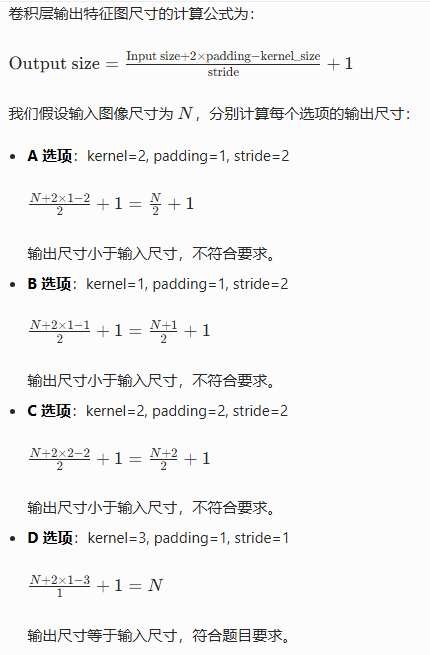 卷积层输出特征图尺寸的计算公式为：
Output size = \frac{Input size+2×padding−kernel_size}{stride} + 1
我们假设输入图像尺寸为 N，分别计算每个选项的输出尺寸：
• A 选项：kernel=2, padding=1, stride=2
\frac{N+2×1−2}{2} + 1 = \frac{N}{2} + 1
输出尺寸小于输入尺寸，不符合要求。
• B 选项：kernel=1, padding=1, stride=2
\frac{N+2×1−1}{2} + 1 = \frac{N+1}{2} + 1
输出尺寸小于输入尺寸，不符合要求。
• C 选项：kernel=2, padding=2, stride=2
\frac{N+2×2−2}{2} + 1 = \frac{N+2}{2} + 1
输出尺寸小于输入尺寸，不符合要求。
• D 选项：kernel=3, padding=1, stride=1
\frac{N+2×1−3}{1} + 1 = N
输出尺寸等于输入尺寸，符合题目要求。